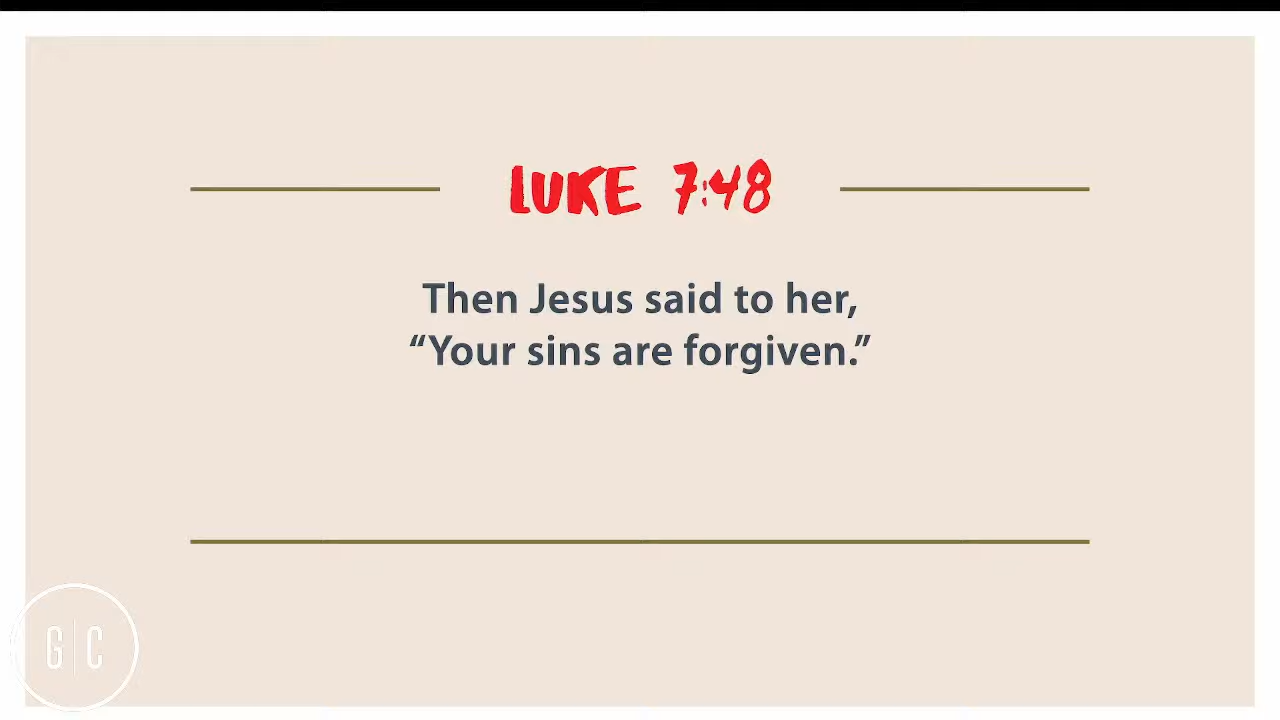 LUKE 7:48
Then Jesus said to her,
“Your sins are forgiven.”
G|C